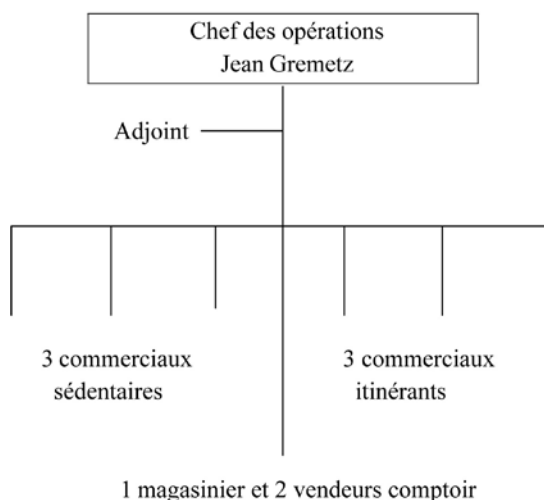 Chef des opérations
Jean Gremetz
Adjoint
3 commerciaux
sédentaires
3 commerciaux
itinérants
1 magasinier et 2 vendeurs comptoir